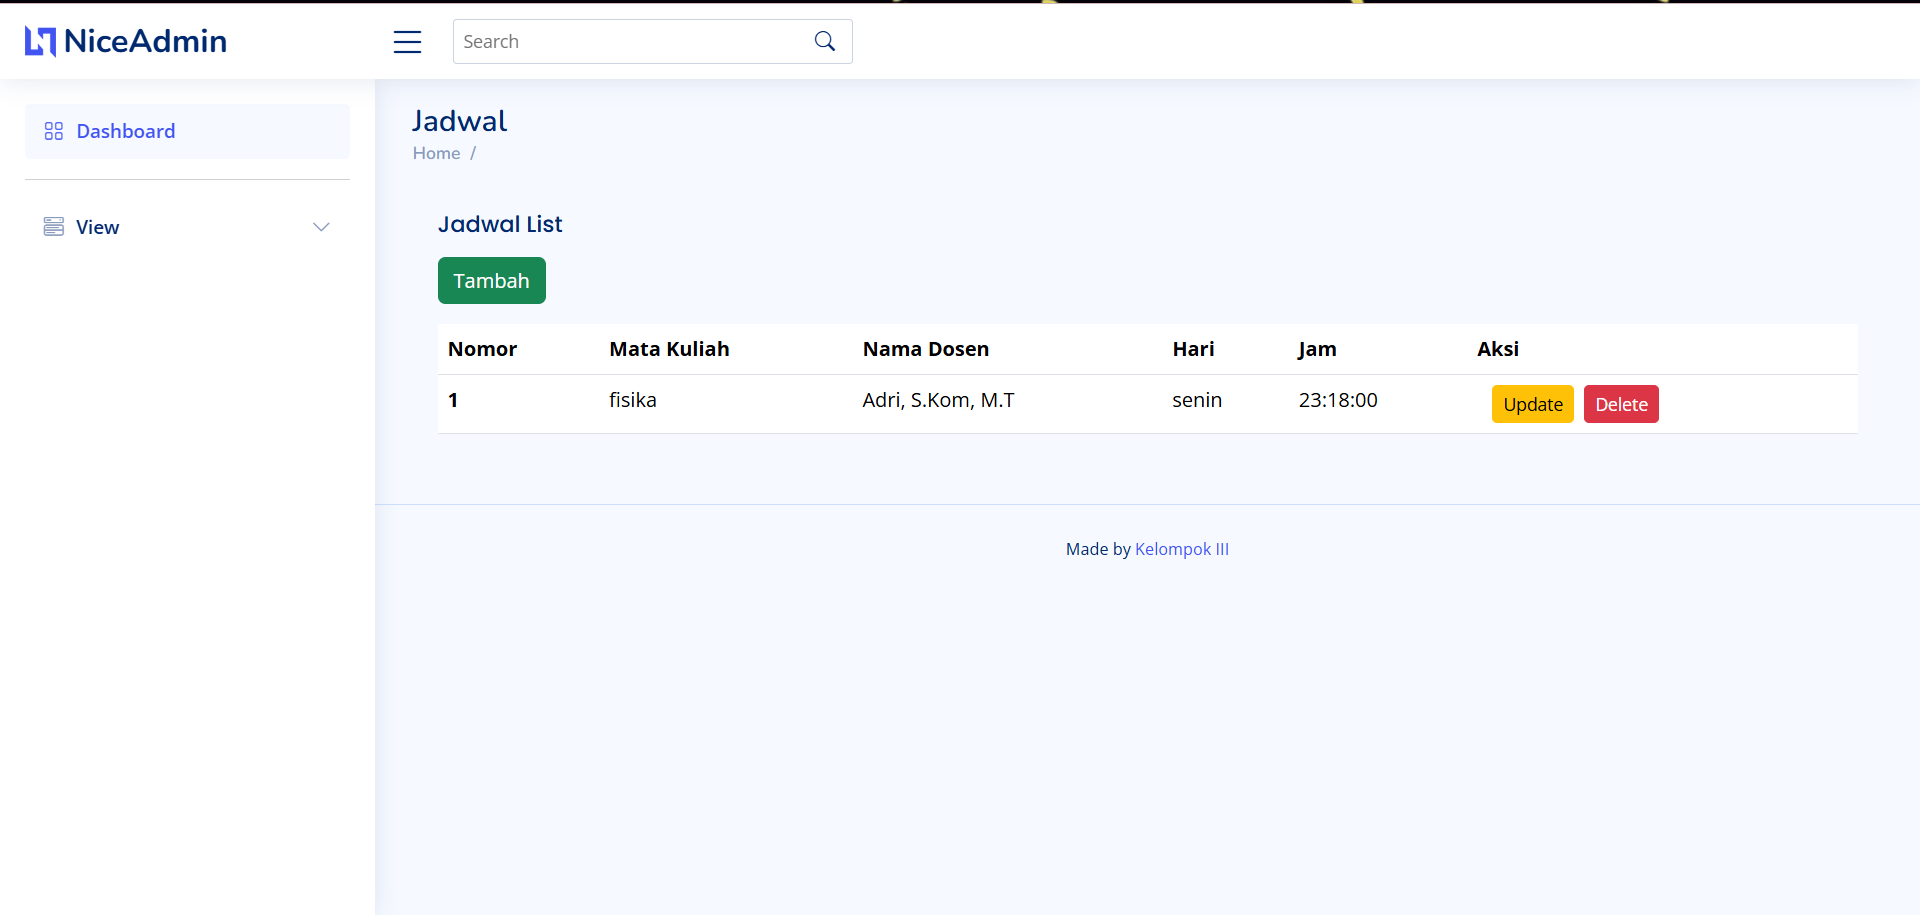 NiceAdmin
Search
Dashboard
View
Jadwal
Home /
Jadwal List
Tambah
Nomor Mata Kuliah Nama Dosen Hari Jam Aksi
1 fisika Adri, S.Kom, M.T senin 23:18:00 Update Delete
Made by Kelompok III